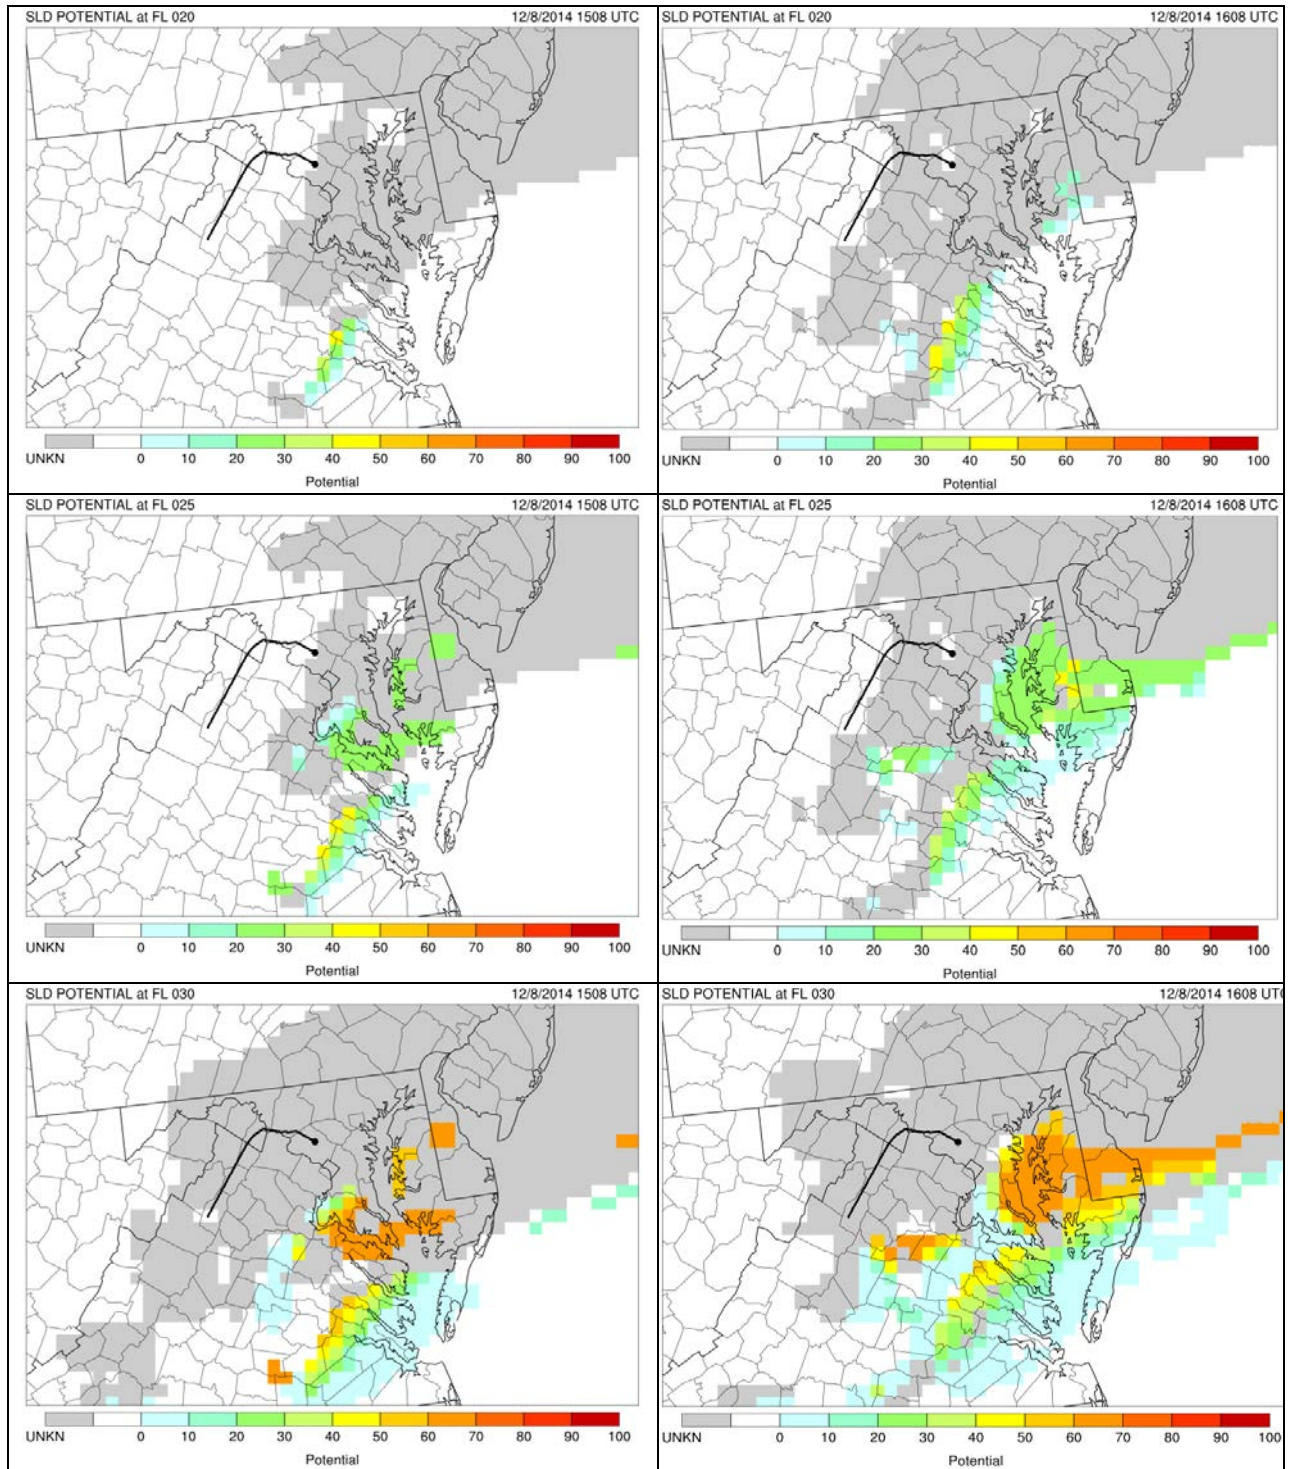 SLD POTENTIAL at FL 020 12/8/2014 1508 UTC
UNKN 0 10 20 30 40 50 60 70 80 90 100
Potential
SLD POTENTIAL at FL 020 12/8/2014 1608 UTC
UNKN 0 10 20 30 40 50 60 70 80 90 100
Potential
SLD POTENTIAL at FL 025 12/8/2014 1508 UTC
UNKN 0 10 20 30 40 50 60 70 80 90 100
Potential
SLD POTENTIAL at FL 025 12/8/2014 1608 UTC
UNKN 0 10 20 30 40 50 60 70 80 90 100
Potential
SLD POTENTIAL at FL 030 12/8/2014 1508 UTC
UNKN 0 10 20 30 40 50 60 70 80 90 100
Potential
SLD POTENTIAL at FL 030 12/8/2014 1608 UTC
UNKN 0 10 20 30 40 50 60 70 80 90 100
Potential